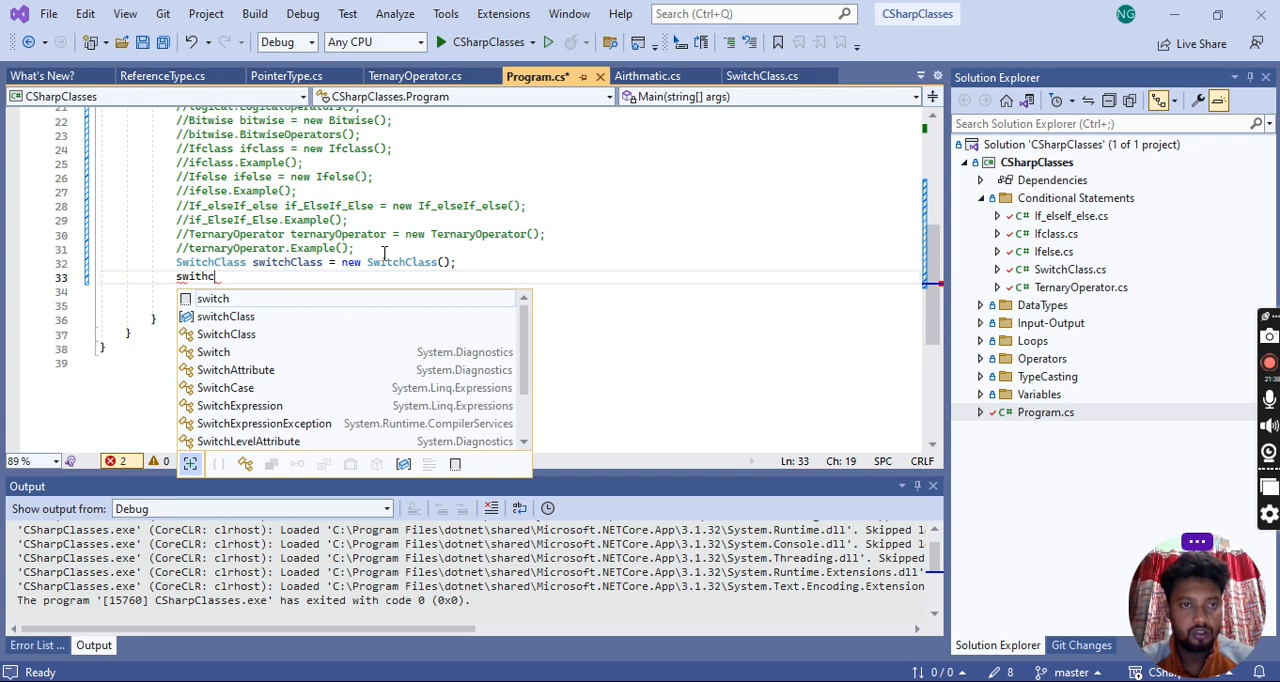 File Edit View Git Project Build Debug Test Analyze Tools Extensions Window Help Search (Ctrl+Q) CSharpClasses NG
Debug Any CPU CSharpClasses Live Share
What's New? ReferenceType.cs PointerType.cs TernaryOperator.cs Program.cs* Airthmatic.cs SwitchClass.cs
CSharpClasses CSharpClasses.Program Main(string[] args)
21 //logical.LogicalOperators();
22 //Bitwise bitwise = new Bitwise();
23 //bitwise.BitwiseOperators();
24 //Ifclass ifclass = new Ifclass();
25 //ifclass.Example();
26 //Ifelse ifelse = new Ifelse();
27 //ifelse.Example();
28 //If_elseIf_else if_ElseIf_Else = new If_elseIf_else();
29 //if_ElseIf_Else.Example();
30 //TernaryOperator ternaryOperator = new TernaryOperator();
31 //ternaryOperator.Example();
32 SwitchClass switchClass = new SwitchClass();
33 swithc
34
35
36 }
37 }
38 }
39
switch
switchClass
SwitchClass
Switch System.Diagnostics
SwitchAttribute System.Diagnostics
SwitchCase System.Linq.Expressions
SwitchExpression System.Linq.Expressions
SwitchExpressionException System.Runtime.CompilerServices
SwitchLevelAttribute System.Diagnostics
89 % 2 0 Ln: 33 Ch: 19 SPC CRLF
Output
Show output from: Debug
'CSharpClasses.exe' (CoreCLR: clrhost): Loaded 'C:\Program Files\dotnet\shared\Microsoft.NETCore.App\3.1.32\System.Runtime.dll'. Skipped l
'CSharpClasses.exe' (CoreCLR: clrhost): Loaded 'C:\Program Files\dotnet\shared\Microsoft.NETCore.App\3.1.32\System.Console.dll'. Skipped l
'CSharpClasses.exe' (CoreCLR: clrhost): Loaded 'C:\Program Files\dotnet\shared\Microsoft.NETCore.App\3.1.32\System.Threading.dll'. Skipped
'CSharpClasses.exe' (CoreCLR: clrhost): Loaded 'C:\Program Files\dotnet\shared\Microsoft.NETCore.App\3.1.32\System.Runtime.Extensions.dll'
'CSharpClasses.exe' (CoreCLR: clrhost): Loaded 'C:\Program Files\dotnet\shared\Microsoft.NETCore.App\3.1.32\System.Text.Encoding.Extension
The program '[15760] CSharpClasses.exe' has exited with code 0 (0x0).
Error List ... Output
Solution Explorer
Search Solution Explorer (Ctrl+;)
Solution 'CSharpClasses' (1 of 1 project)
C# CSharpClasses
Dependencies
Conditional Statements
C# If_elseIf_else.cs
C# Ifclass.cs
C# Ifelse.cs
C# SwitchClass.cs
C# TernaryOperator.cs
DataTypes
Input-Output
Loops
Operators
TypeCasting
Variables
C# Program.cs
21:38
Solution Explorer Git Changes
Ready 0 / 0 8 master CSh